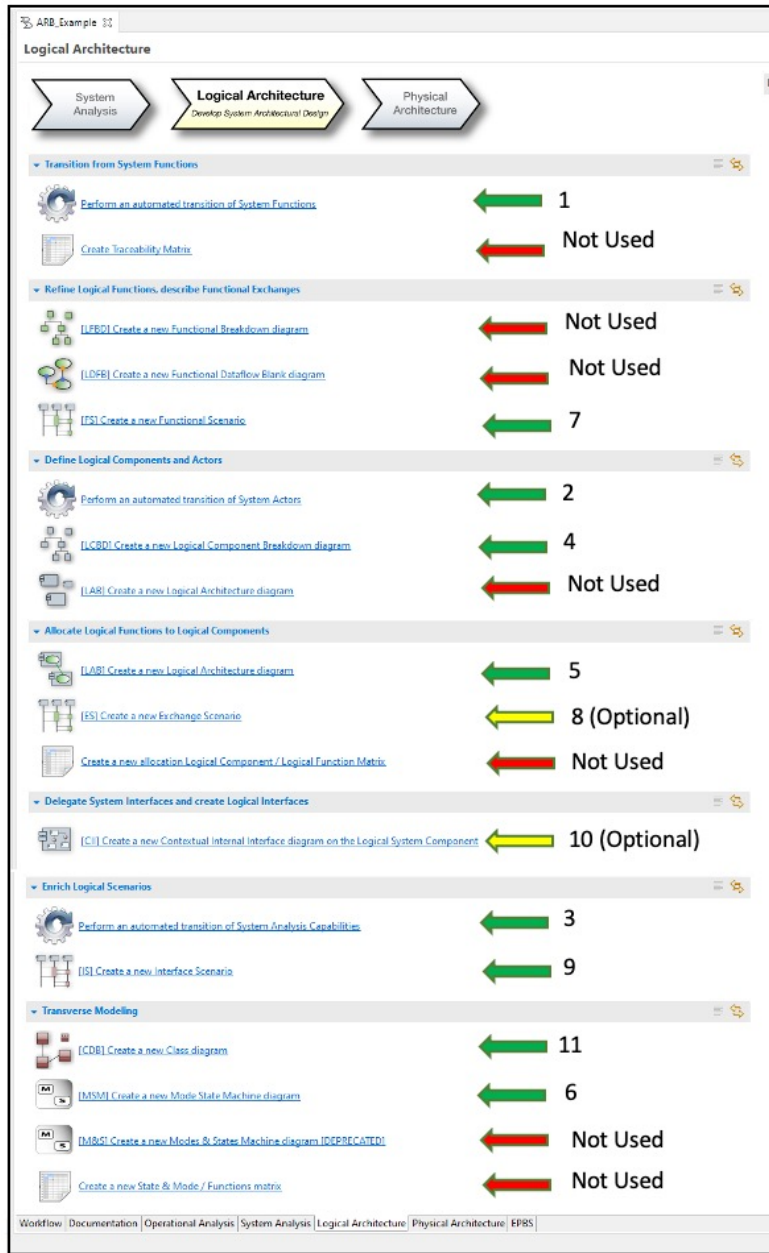 ARB_Example
Logical Architecture
System Analysis
Logical Architecture
Develop System Architectural Design
Physical Architecture
Transition from System Functions
Perform an automated transition of System Functions
1
Create Traceability Matrix
Not Used
Refine Logical Functions, describe Functional Exchanges
[LFBD] Create a new Functional Breakdown diagram
Not Used
[LDFB] Create a new Functional Dataflow Blank diagram
Not Used
[FS] Create a new Functional Scenario
7
Define Logical Components and Actors
Perform an automated transition of System Actors
2
[LCBD] Create a new Logical Component Breakdown diagram
4
[LAB] Create a new Logical Architecture diagram
Not Used
Allocate Logical Functions to Logical Components
[LAB] Create a new Logical Architecture diagram
5
[ES] Create a new Exchange Scenario
8 (Optional)
Create a new allocation Logical Component / Logical Function Matrix
Not Used
Delegate System Interfaces and create Logical Interfaces
[CII] Create a new Contextual Internal Interface diagram on the Logical System Component
10 (Optional)
Enrich Logical Scenarios
Perform an automated transition of System Analysis Capabilities
3
[IS] Create a new Interface Scenario
9
Transverse Modeling
[CDB] Create a new Class diagram
11
M S
[MSM] Create a new Mode State Machine diagram
6
M S
[M&S] Create a new Modes & States Machine diagram [DEPRECATED]
Not Used
Create a new State & Mode / Functions matrix
Not Used
Workflow Documentation Operational Analysis System Analysis Logical Architecture Physical Architecture EPBS